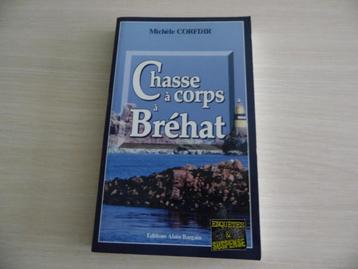 Michèle CORFDIR
Chasse
à corps
à
Bréhat
Editions Alain Bargain
ENQUÊTES
&
SUSPENSE